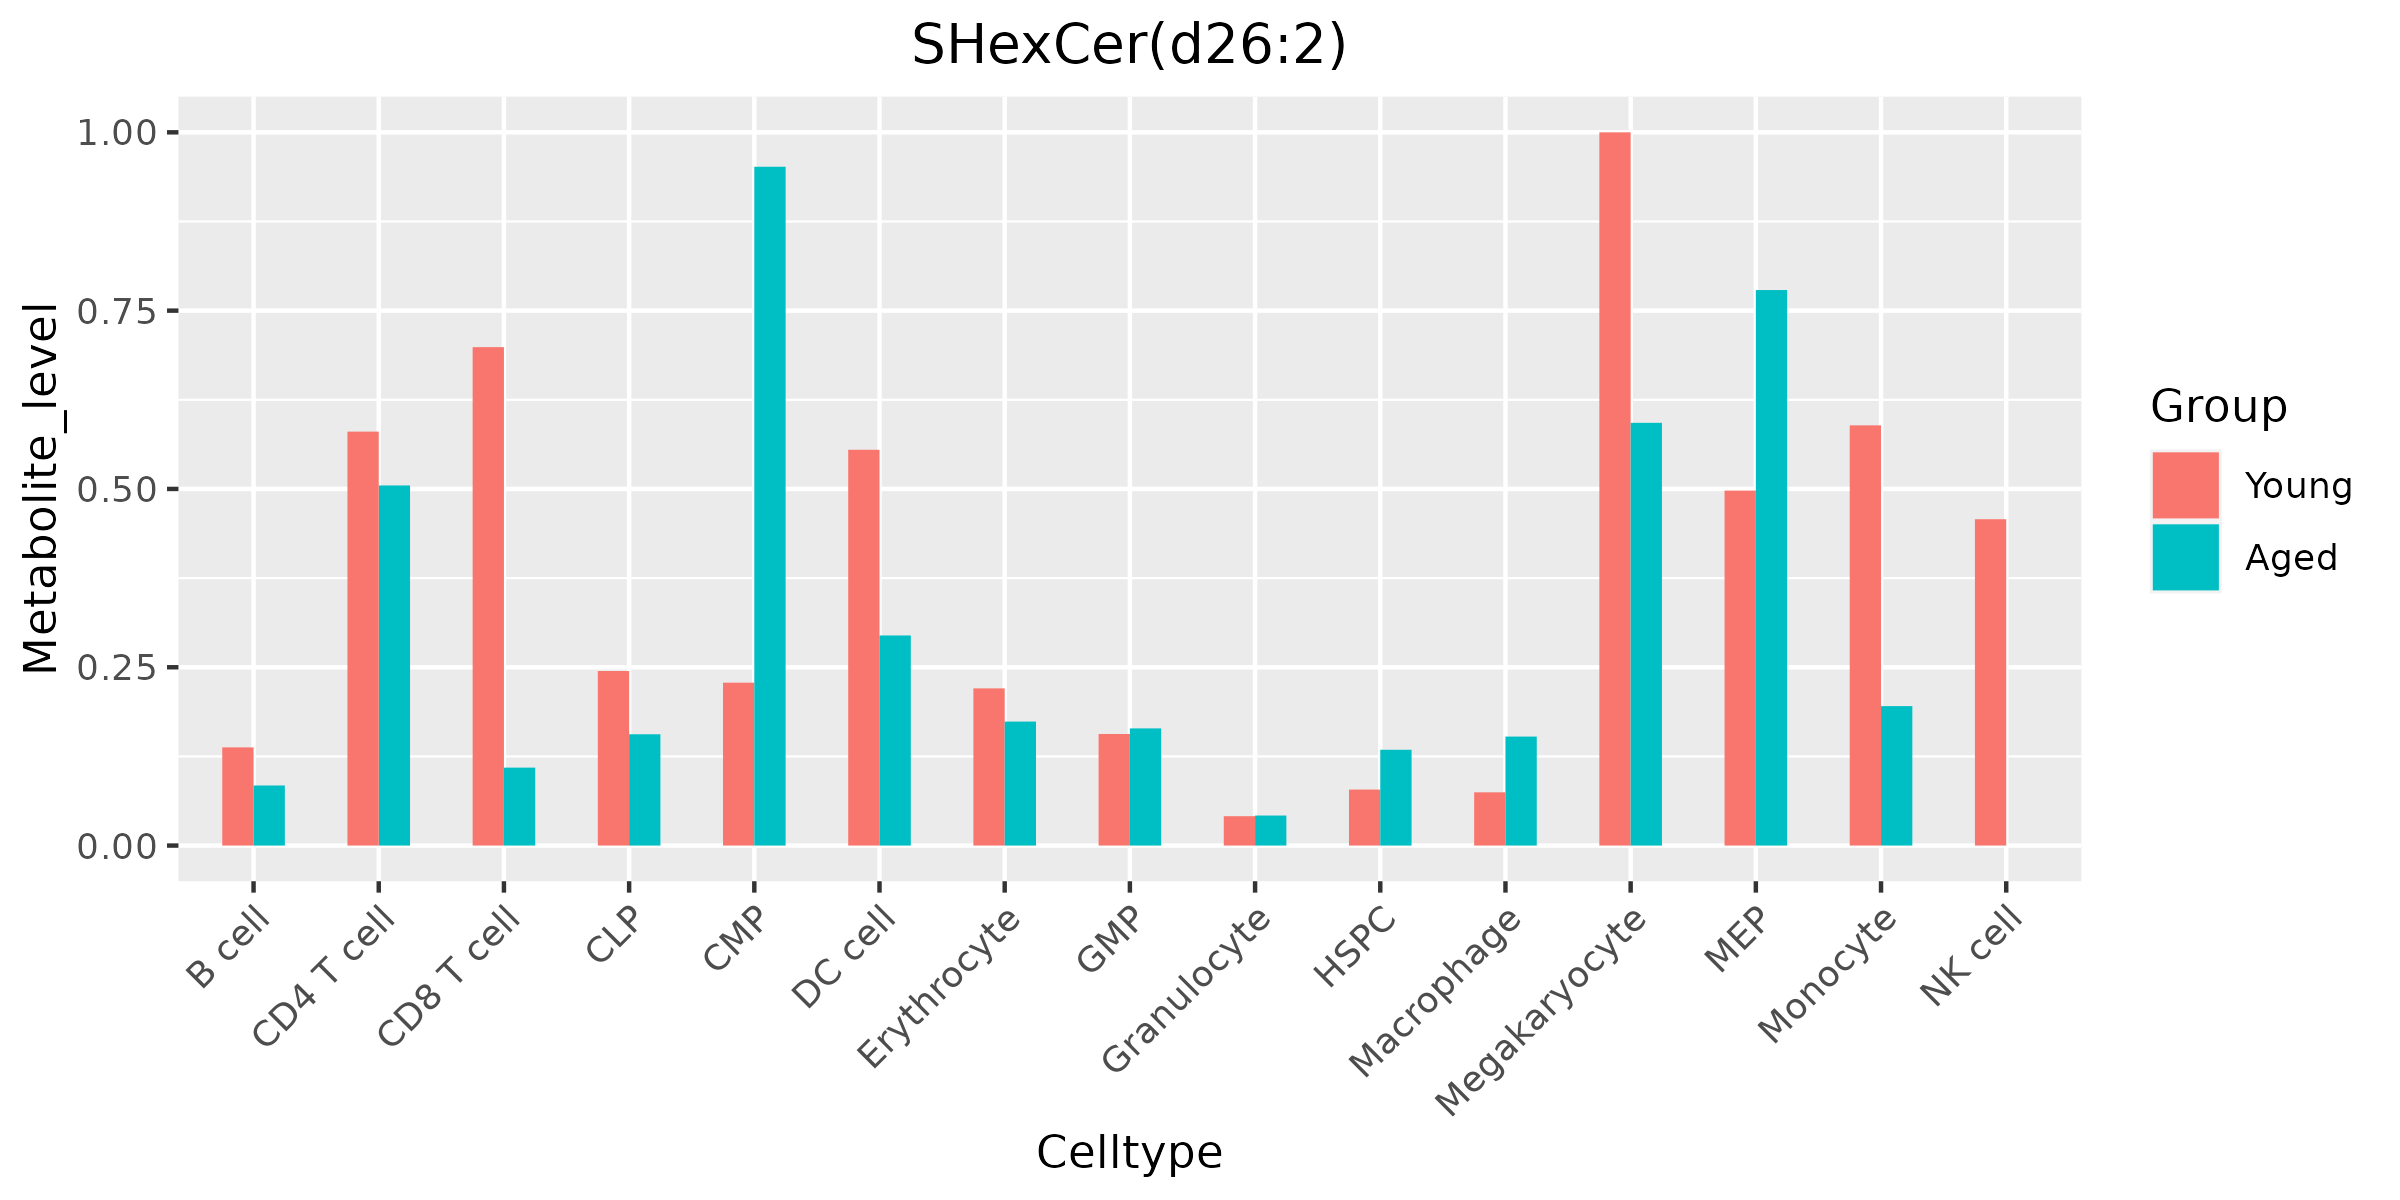 SHexCer(d26:2)
Metabolite_level
1.00
0.75
0.50
0.25
0.00
B cell
CD4 T cell
CD8 T cell
CLP
CMP
DC cell
Erythrocyte
GMP
Granulocyte
HSPC
Macrophage
Megakaryocyte
MEP
Monocyte
NK cell
Celltype
Group
Young
Aged